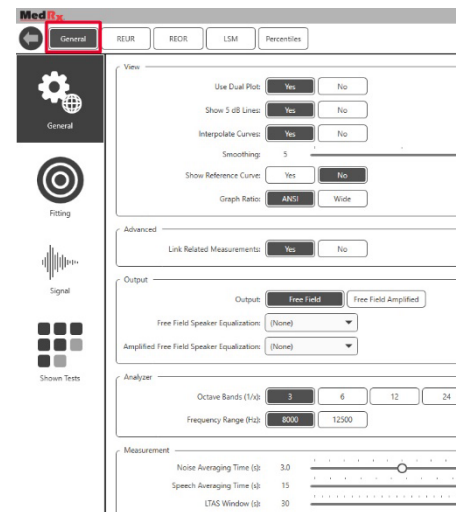 MedRx
General REUR REOR LSM Percentiles
General
Fitting
Signal
Shown Tests
View
Use Dual Plot: Yes No
Show 5 dB Lines: Yes No
Interpolate Curves: Yes No
Smoothing: 5
Show Reference Curve: Yes No
Graph Ratio: ANSI Wide
Advanced
Link Related Measurements: Yes No
Output
Output: Free Field Free Field Amplified
Free Field Speaker Equalization: (None)
Amplified Free Field Speaker Equalization: (None)
Analyzer
Octave Bands (1/x): 3 6 12 24
Frequency Range (Hz): 8000 12500
Measurement
Noise Averaging Time (s): 3.0
Speech Averaging Time (s): 15
LTAS Window (s): 30